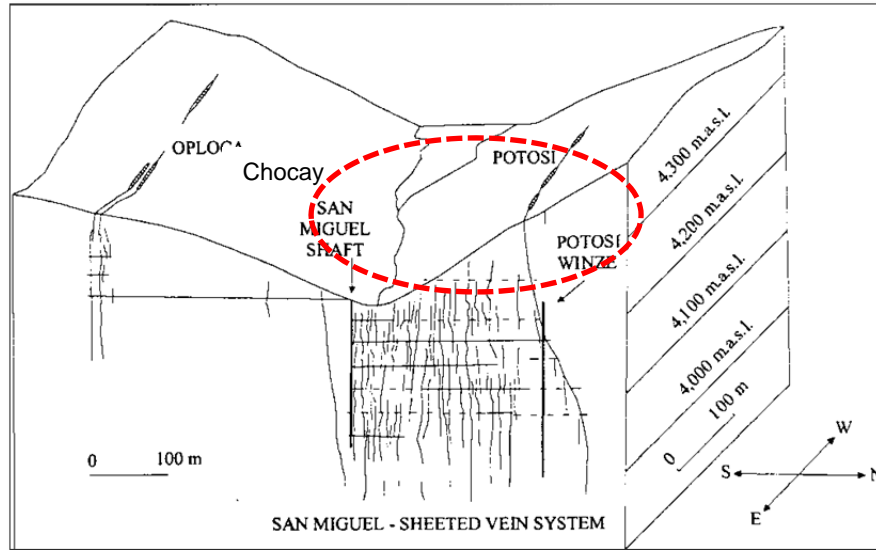 OPLOCA
Chocay
POTOSI
SAN
MIGUEL
SHAFT
POTOSI
WINZE
4,300 m.a.s.l.
4,200 m.a.s.l.
4,100 m.a.s.l.
4,000 m.a.s.l.
0 100 m
0 100 m
W
S N
E
SAN MIGUEL - SHEETED VEIN SYSTEM